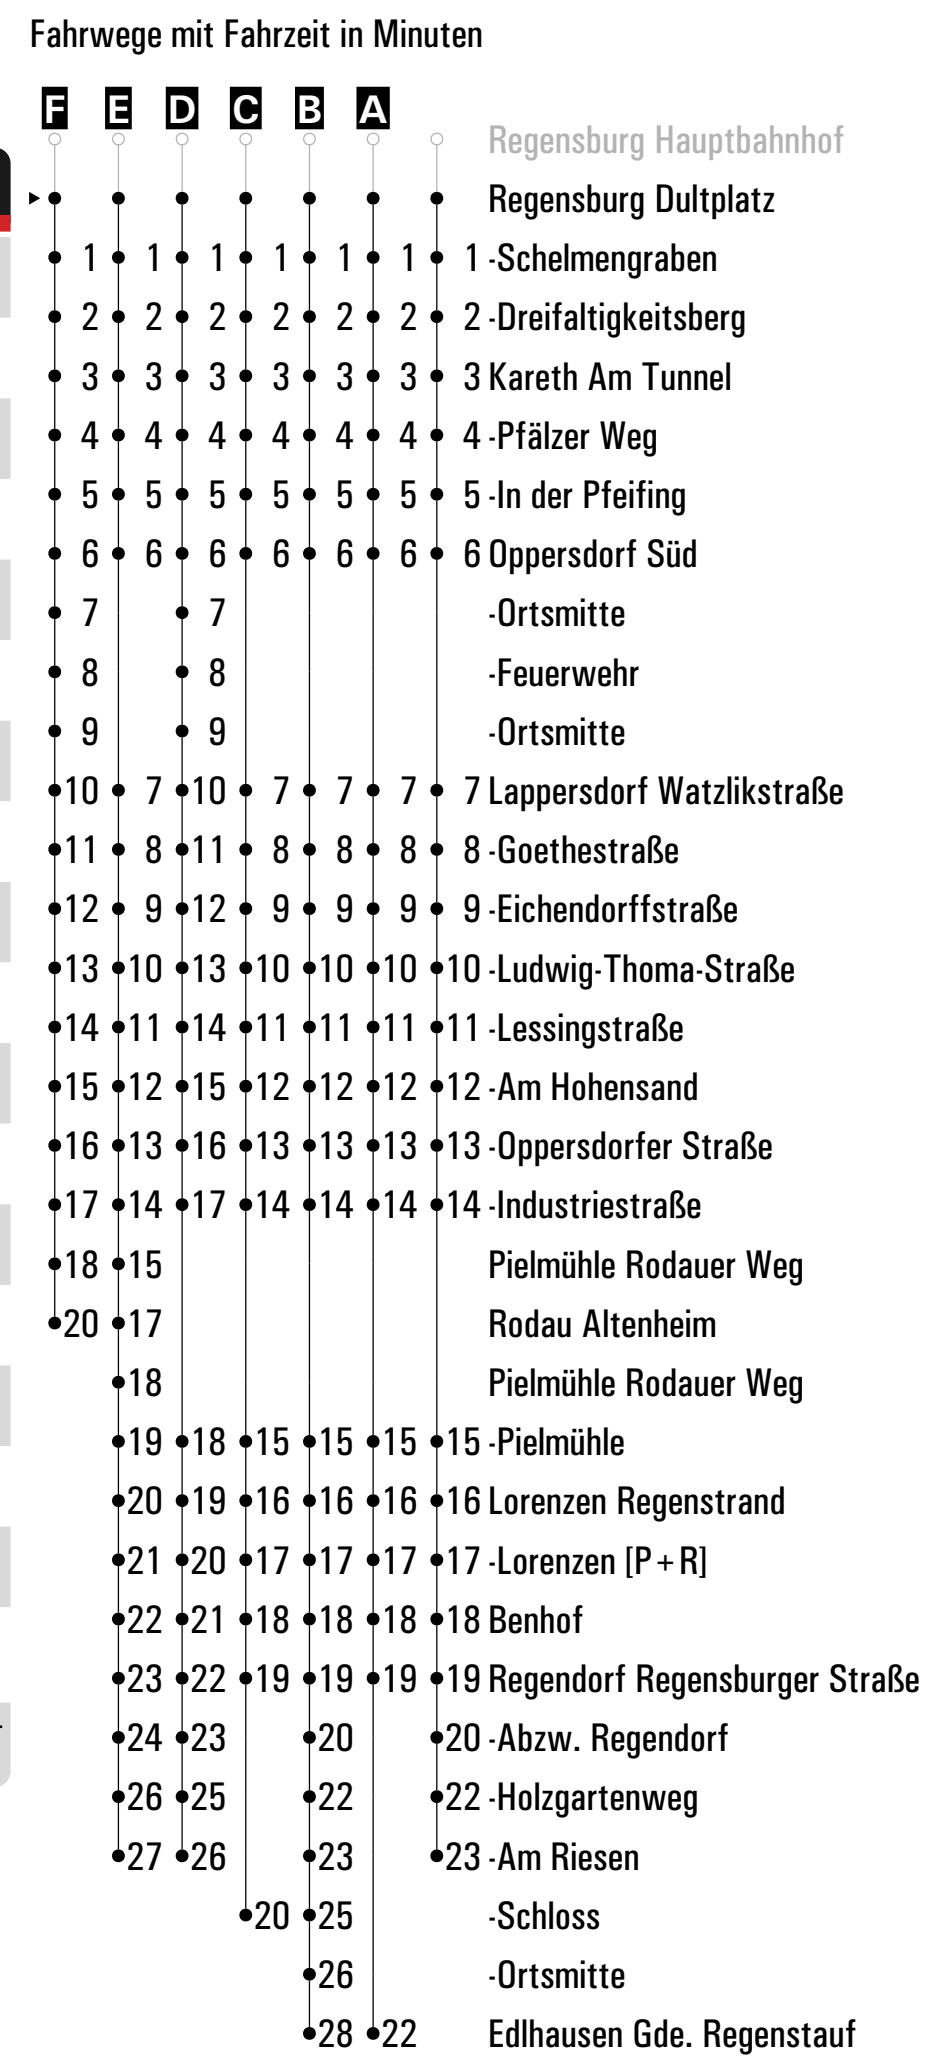 Fahrwege mit Fahrzeit in Minuten
F E D C B A
Regensburg Hauptbahnhof
Regensburg Dultplatz
1 1 1 1 1 1 1 -Schelmengraben
2 2 2 2 2 2 2 -Dreifaltigkeitsberg
3 3 3 3 3 3 3 Kareth Am Tunnel
4 4 4 4 4 4 4 -Pfälzer Weg
5 5 5 5 5 5 5 -In der Pfeifing
6 6 6 6 6 6 6 Oppersdorf Süd
7 7 -Ortsmitte
8 8 -Feuerwehr
9 9 -Ortsmitte
10 7 10 7 7 7 7 Lappersdorf Watzlikstraße
11 8 11 8 8 8 8 -Goethestraße
12 9 12 9 9 9 9 -Eichendorffstraße
13 10 13 10 10 10 10 -Ludwig-Thoma-Straße
14 11 14 11 11 11 11 -Lessingstraße
15 12 15 12 12 12 12 -Am Hohensand
16 13 16 13 13 13 13 -Oppersdorfer Straße
17 14 17 14 14 14 14 -Industriestraße
18 15 Pielmühle Rodauer Weg
20 17 Rodau Altenheim
18 Pielmühle Rodauer Weg
19 18 15 15 15 15 -Pielmühle
20 19 16 16 16 16 Lorenzen Regenstrand
21 20 17 17 17 17 -Lorenzen [P+R]
22 21 18 18 18 18 Benhof
23 22 19 19 19 19 Regendorf Regensburger Straße
24 23 20 20 -Abzw. Regendorf
26 25 22 22 -Holzgartenweg
27 26 23 23 -Am Riesen
20 25 -Schloss
26 -Ortsmitte
28 22 Edlhausen Gde. Regenstauf